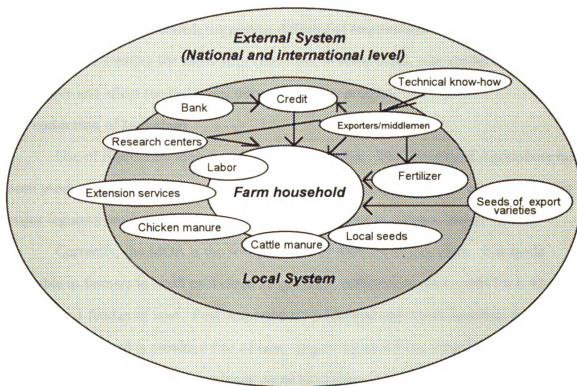 External System
(National and international level)
Technical know-how
Bank
Credit
Exporters/middlemen
Research centers
Labor
Fertilizer
Extension services
Farm household
Seeds of export
varieties
Chicken manure
Cattle manure
Local seeds
Local System